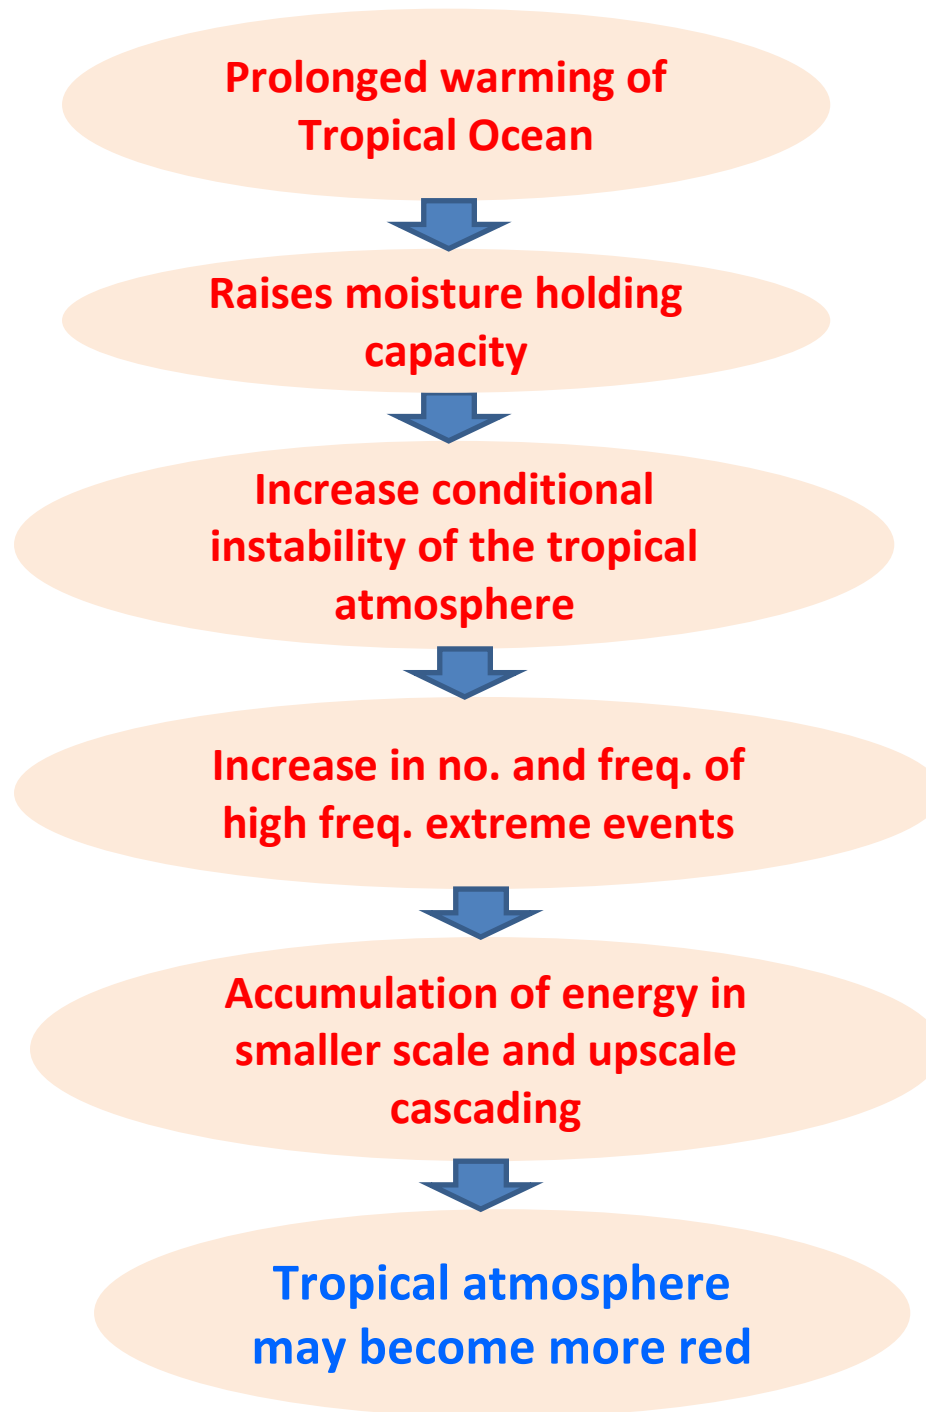 Prolonged warming of
Tropical Ocean
Raises moisture holding
capacity
Increase conditional
instability of the tropical
atmosphere
Increase in no. and freq. of
high freq. extreme events
Accumulation of energy in
smaller scale and upscale
cascading
Tropical atmosphere
may become more red